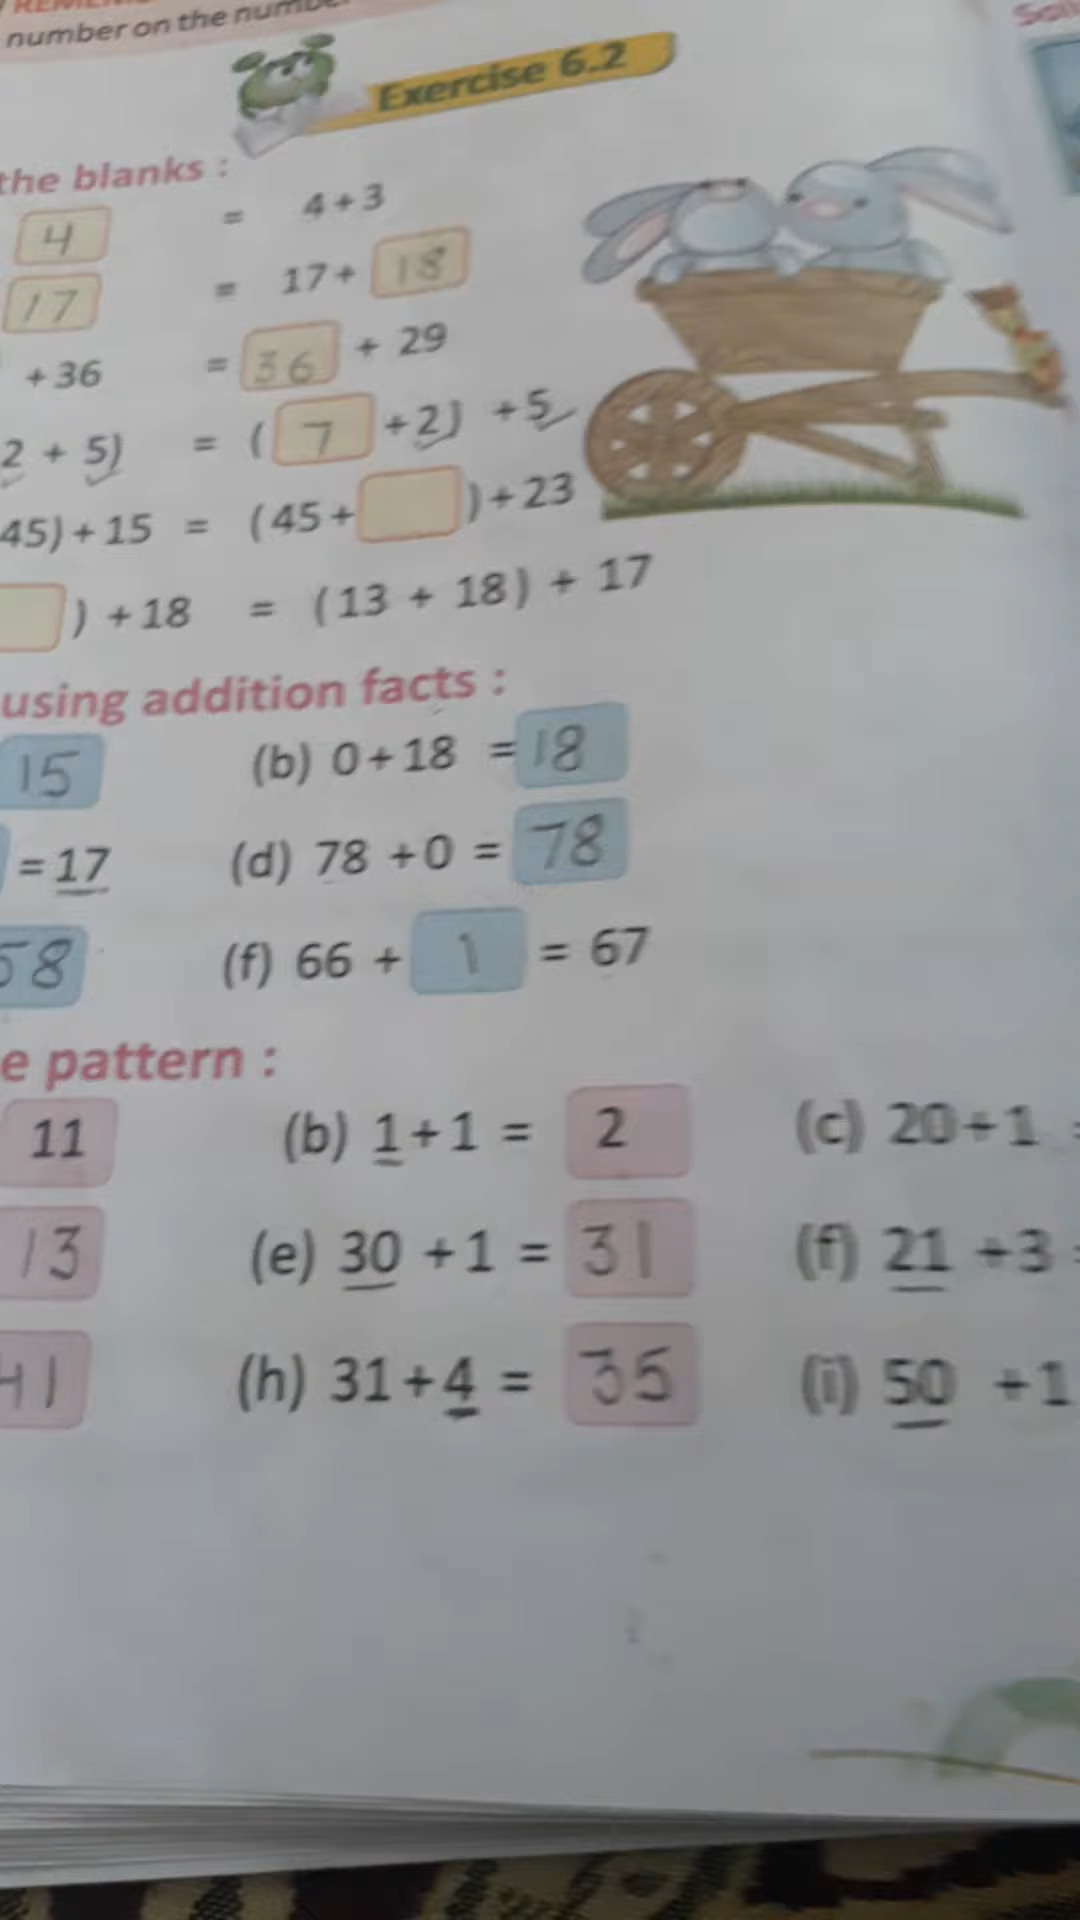 number on the
Exercise 6.2
the blanks :
4 = 4+3
17 = 17+ 18
+36 = 36 + 29
2 + 5) = ( 7 +2) +5
45) + 15 = (45+ )+23
) +18 = (13 + 18) + 17
using addition facts :
15 (b) 0+18 = 18
= 17 (d) 78 +0 = 78
58 (f) 66 + 1 = 67
e pattern :
11 (b) 1+1 = 2 (c) 20+1 =
13 (e) 30 +1 = 31 (f) 21 +3 =
41 (h) 31+4 = 35 (i) 50 +1